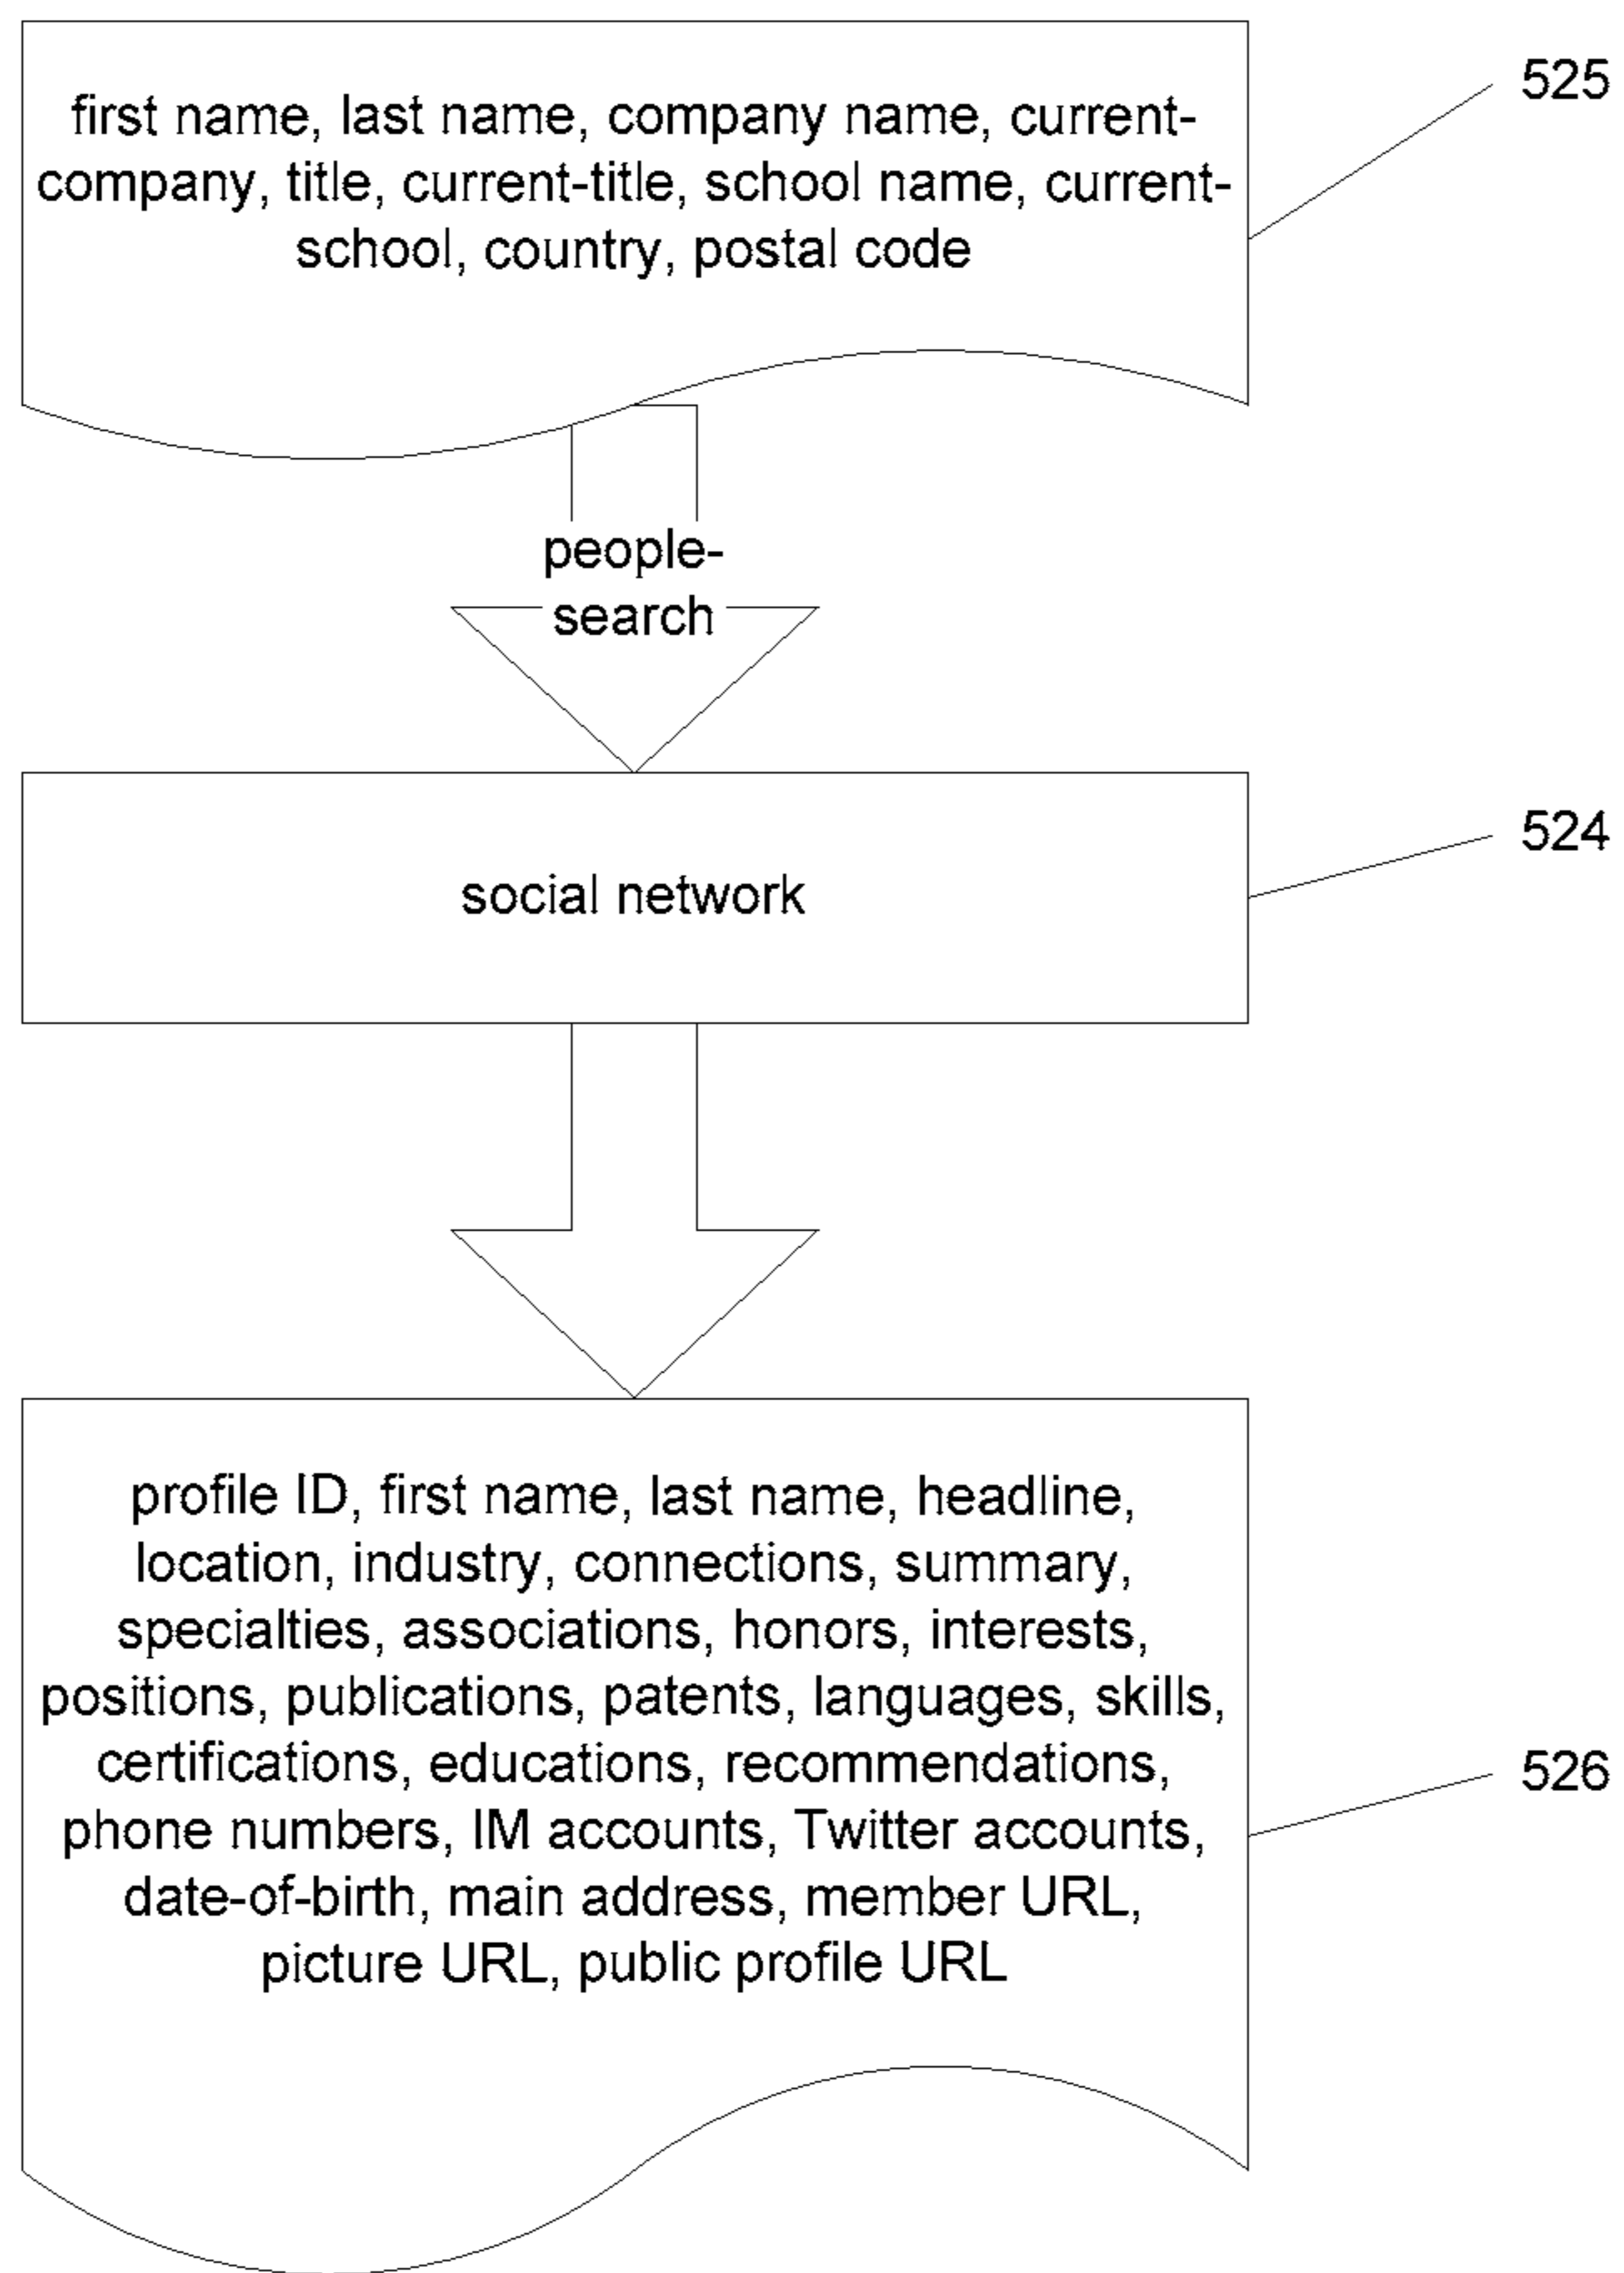 525
first name, last name, company name, current-
company, title, current-title, school name, current-
school, country, postal code
people-
search
524
social network
profile ID, first name, last name, headline,
location, industry, connections, summary,
specialties, associations, honors, interests,
positions, publications, patents, languages, skills,
certifications, educations, recommendations,
526
phone numbers, IM accounts, Twitter accounts,
date-of-birth, main address, member URL,
picture URL, public profile URL